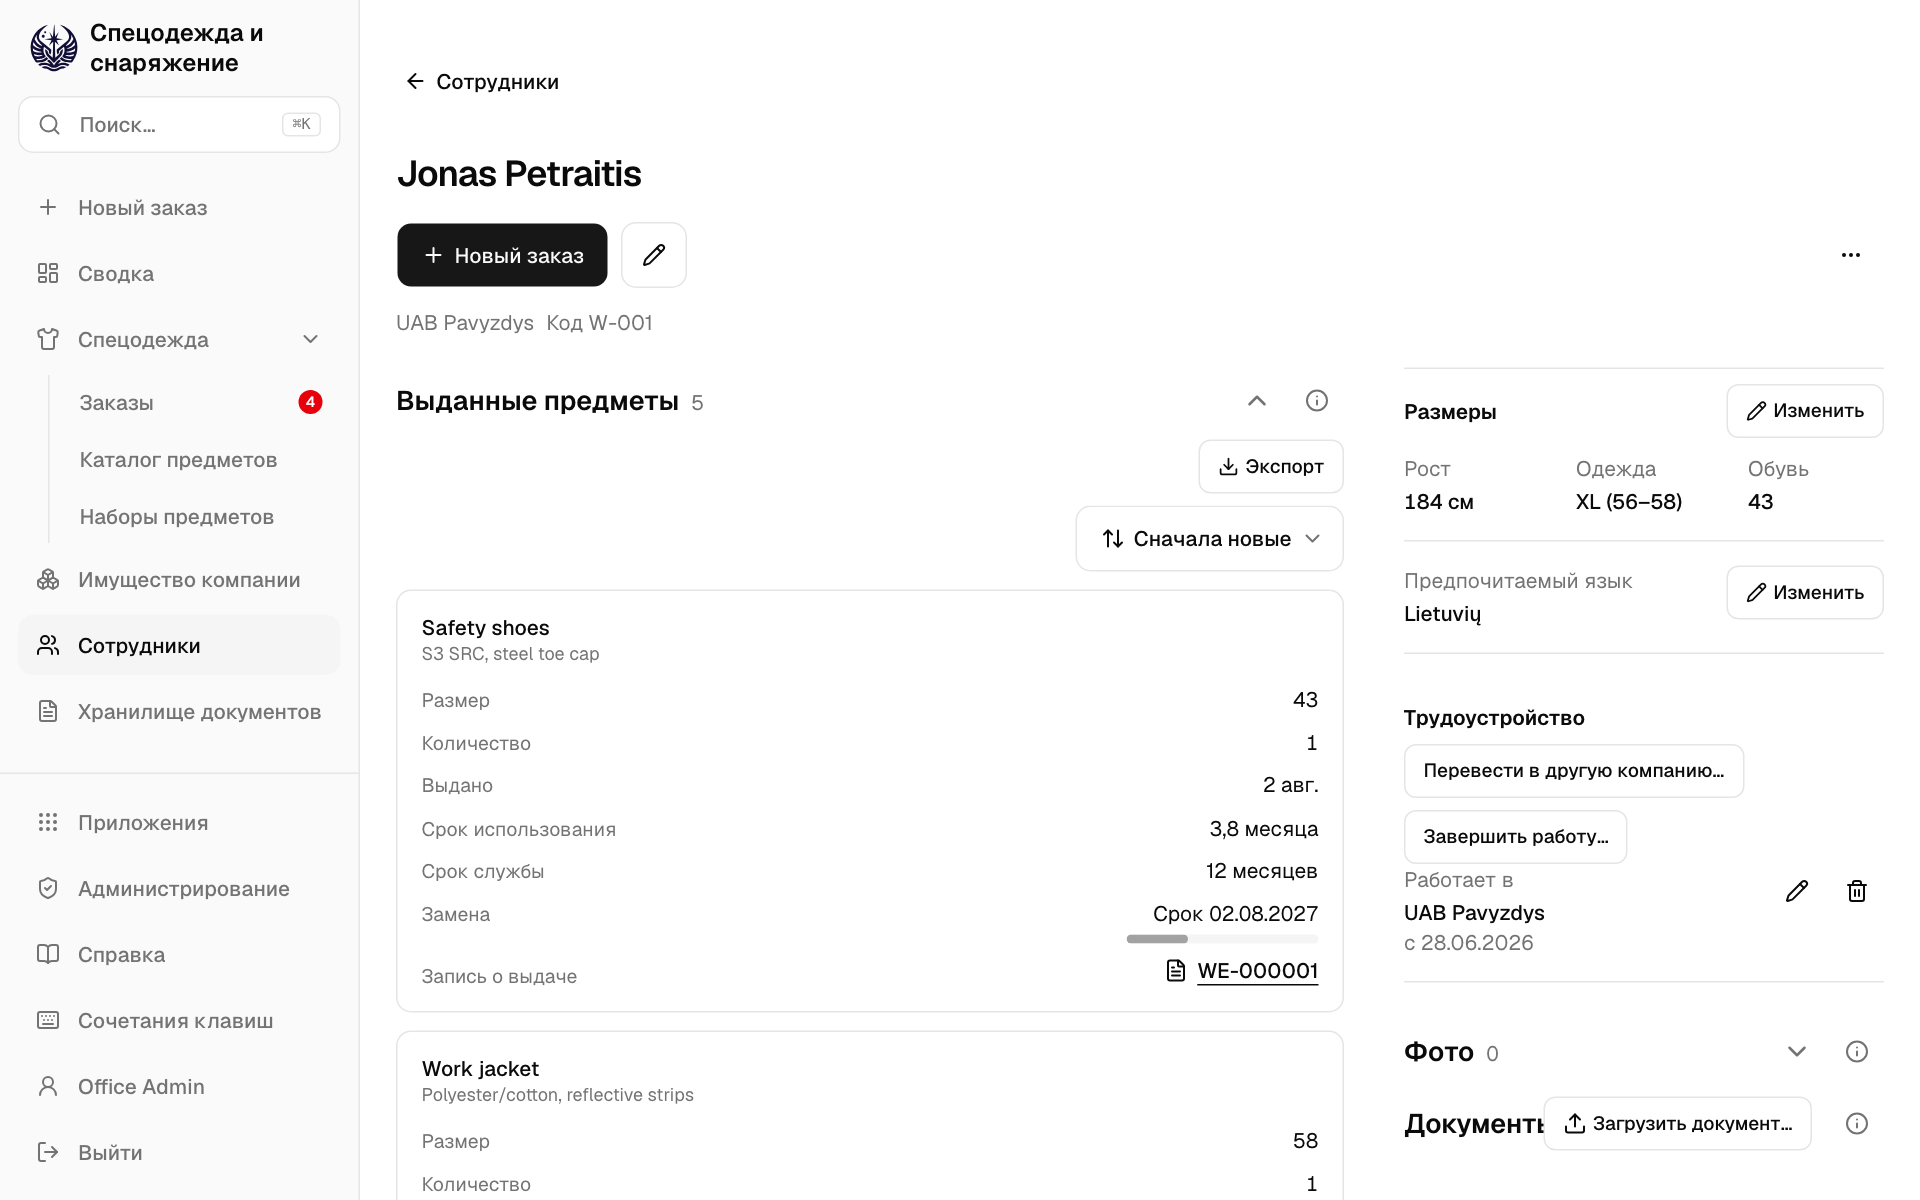 Спецодежда и
снаряжение
Поиск...
⌘K
Новый заказ
Сводка
Спецодежда
Заказы
4
Каталог предметов
Наборы предметов
Имущество компании
Сотрудники
Хранилище документов
Приложения
Администрирование
Справка
Сочетания клавиш
Office Admin
Выйти
Сотрудники
Jonas Petraitis
Новый заказ
UAB Pavyzdys Код W-001
Выданные предметы 5
Экспорт
Сначала новые
Safety shoes
S3 SRC, steel toe cap
Размер 43
Количество 1
Выдано 2 авг.
Срок использования 3,8 месяца
Срок службы 12 месяцев
Замена Срок 02.08.2027
Запись о выдаче WE-000001
Work jacket
Polyester/cotton, reflective strips
Размер 58
Количество 1
Размеры
Изменить
Рост Одежда Обувь
184 см XL (56–58) 43
Предпочитаемый язык
Lietuvių
Изменить
Трудоустройство
Перевести в другую компанию...
Завершить работу...
Работает в
UAB Pavyzdys
с 28.06.2026
Фото 0
Документы
Загрузить документ...